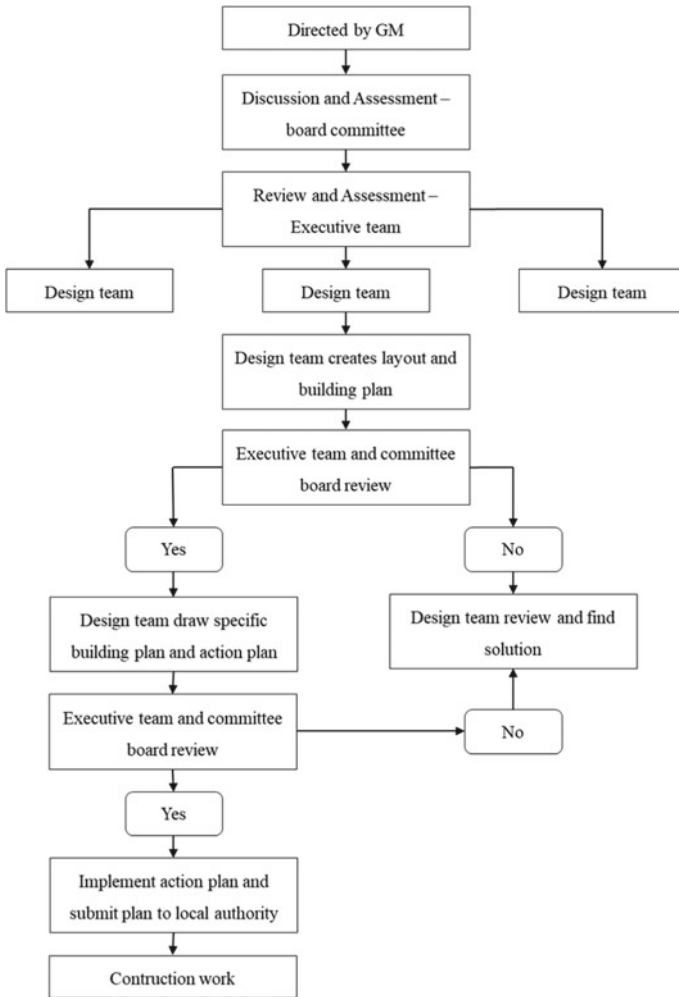 Directed by GM
Discussion and Assessment –
board committee
Review and Assessment –
Executive team
Design team
Design team
Design team
Design team creates layout and
building plan
Executive team and committee
board review
Yes
No
Design team draw specific
building plan and action plan
Design team review and find
solution
Executive team and committee
board review
No
Yes
Implement action plan and
submit plan to local authority
Contruction work